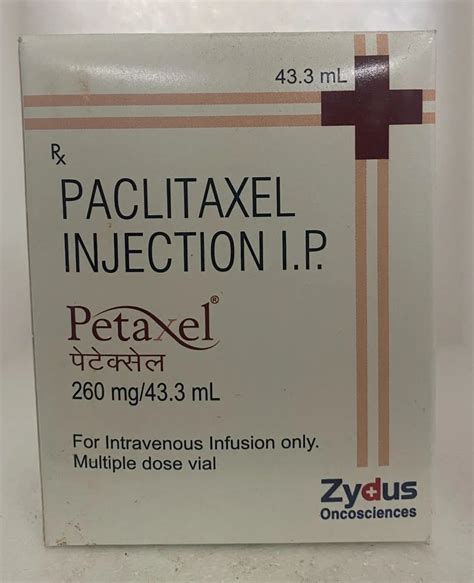 43.3 mL
Rx
PACLITAXEL
INJECTION I.P.
Petaxel®
पेटेक्सेल
260 mg/43.3 mL
For Intravenous Infusion only.
Multiple dose vial
Zydus
Oncosciences